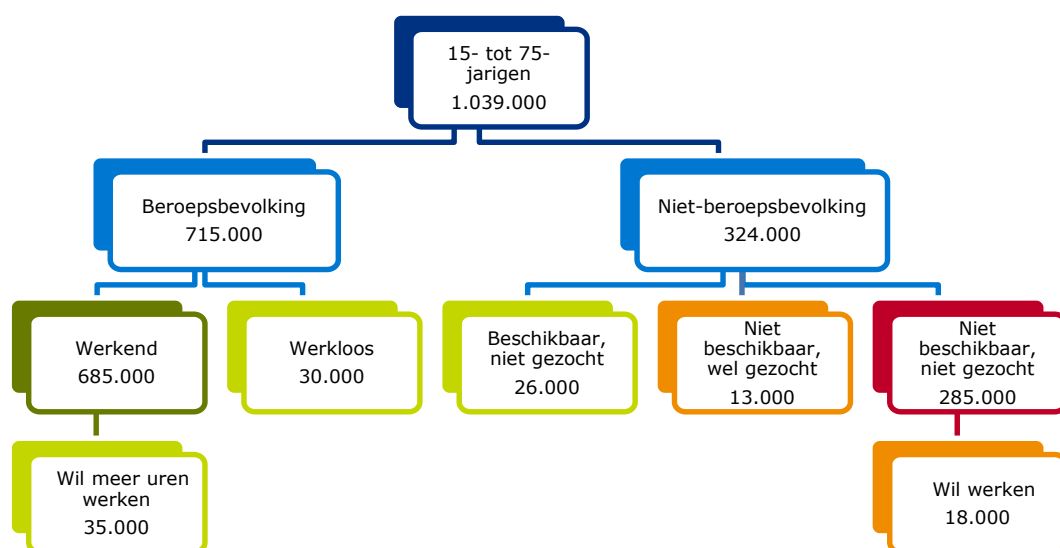 15- tot 75-
jarigen
1.039.000
Beroepsbevolking
715.000
Niet-beroepsbevolking
324.000
Werkend
685.000
Werkloos
30.000
Beschikbaar,
niet gezocht
26.000
Niet
beschikbaar,
wel gezocht
13.000
Niet
beschikbaar,
niet gezocht
285.000
Wil meer uren
werken
35.000
Wil werken
18.000